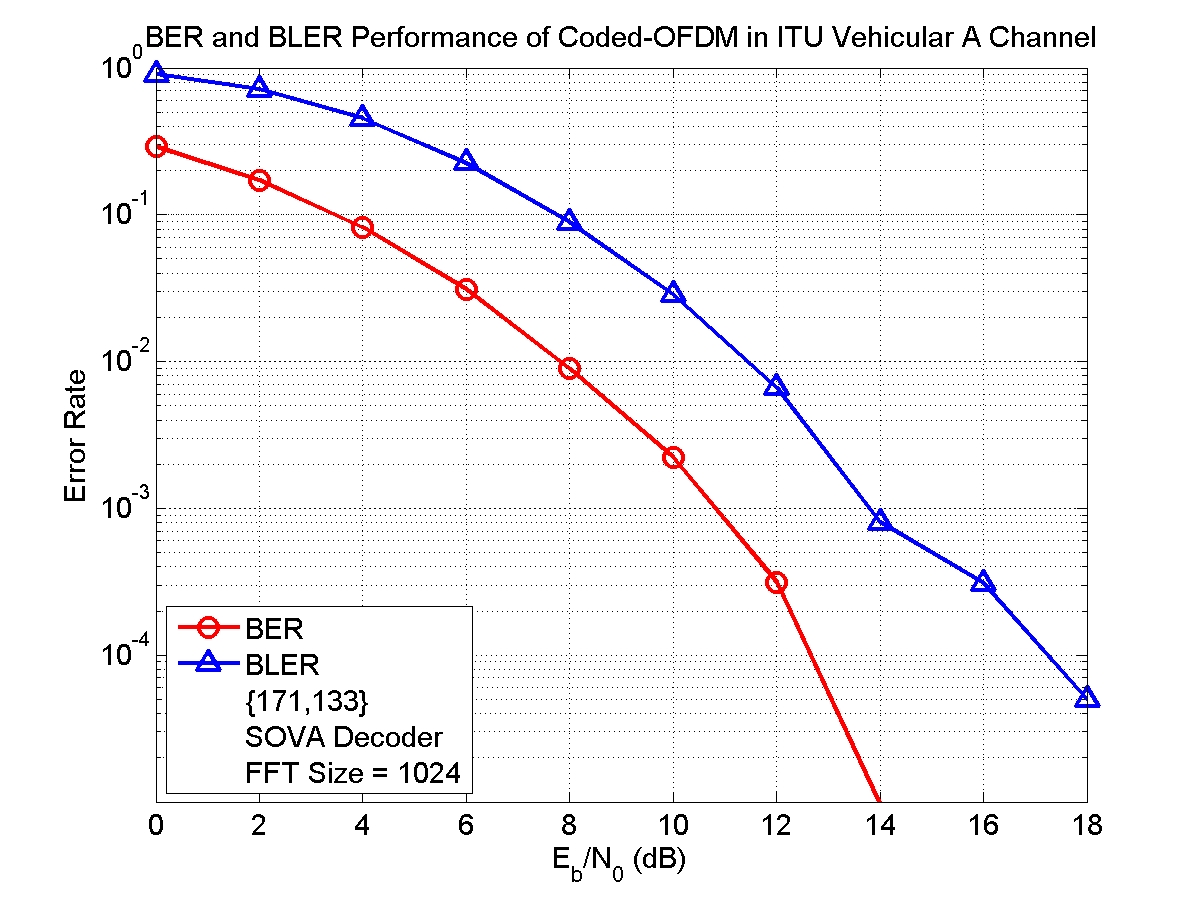 BER and BLER Performance of Coded-OFDM in ITU Vehicular A Channel
10^0
10^-1
10^-2
10^-3
10^-4
Error Rate
BER
BLER
{171,133}
SOVA Decoder
FFT Size = 1024
0 2 4 6 8 10 12 14 16 18
E_b/N_0 (dB)